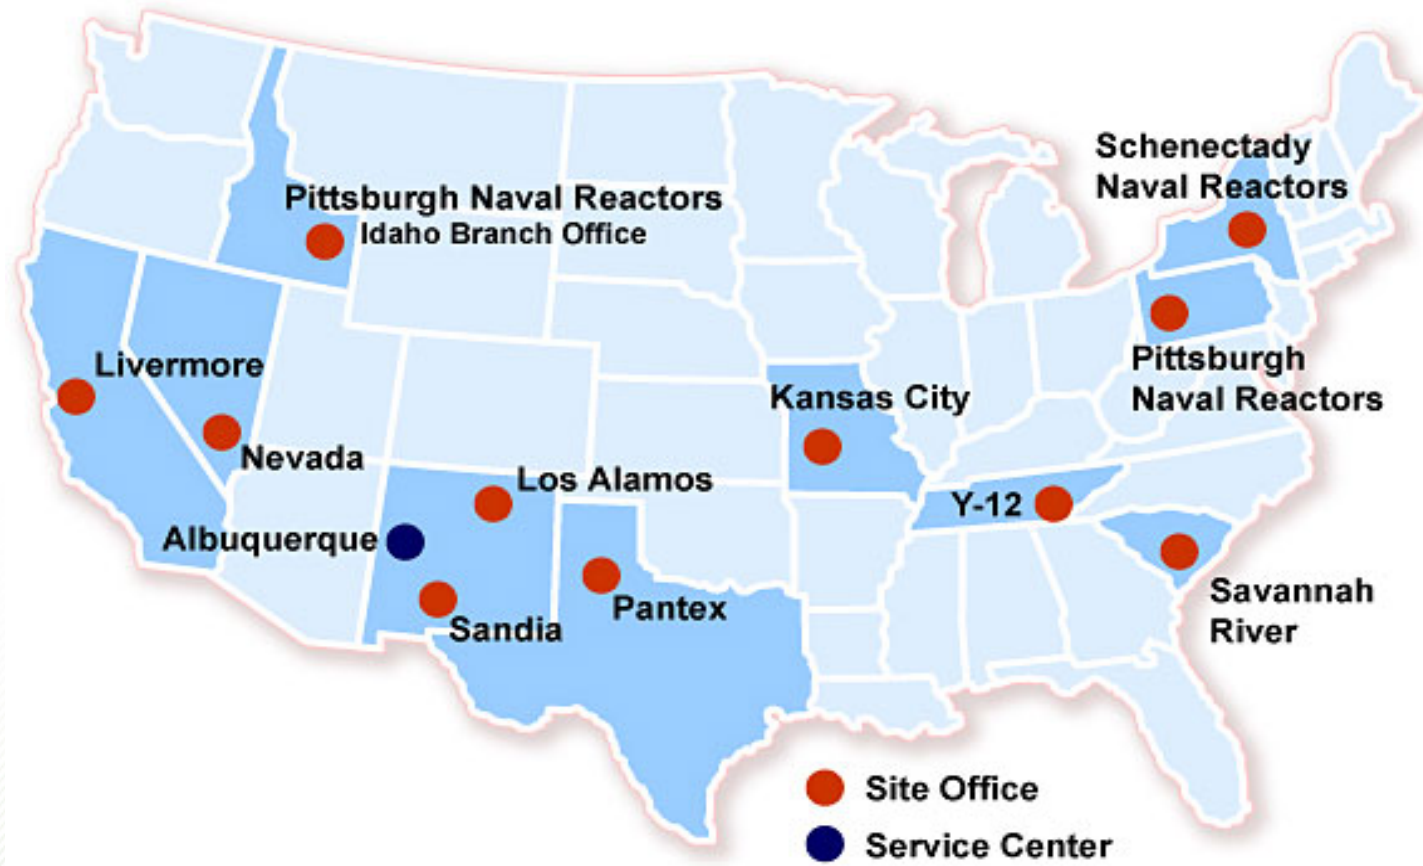 Schenectady
Naval Reactors
Pittsburgh Naval Reactors
Idaho Branch Office
Pittsburgh
Naval Reactors
Livermore
Kansas City
Nevada
Los Alamos
Y-12
Albuquerque
Savannah
River
Pantex
Sandia
Site Office
Service Center